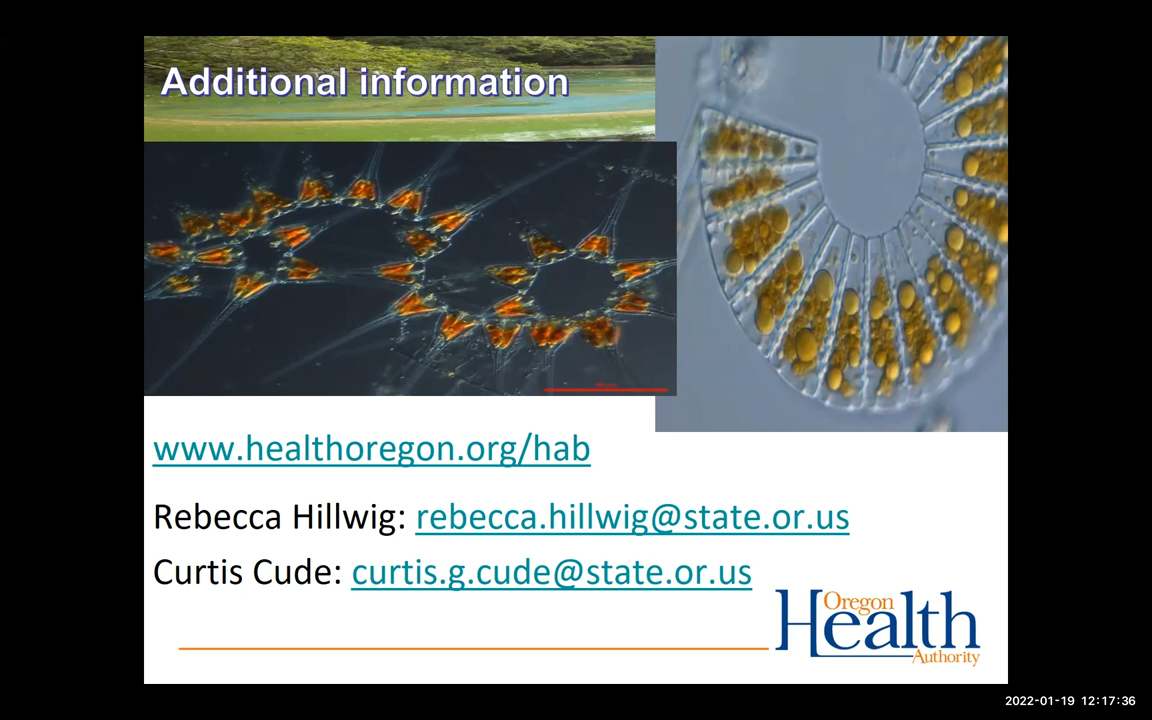 Additional information
www.healthoregon.org/hab
Rebecca Hillwig: rebecca.hillwig@state.or.us
Curtis Cude: curtis.g.cude@state.or.us
Oregon
Health
Authority
2022-01-19 12:17:36